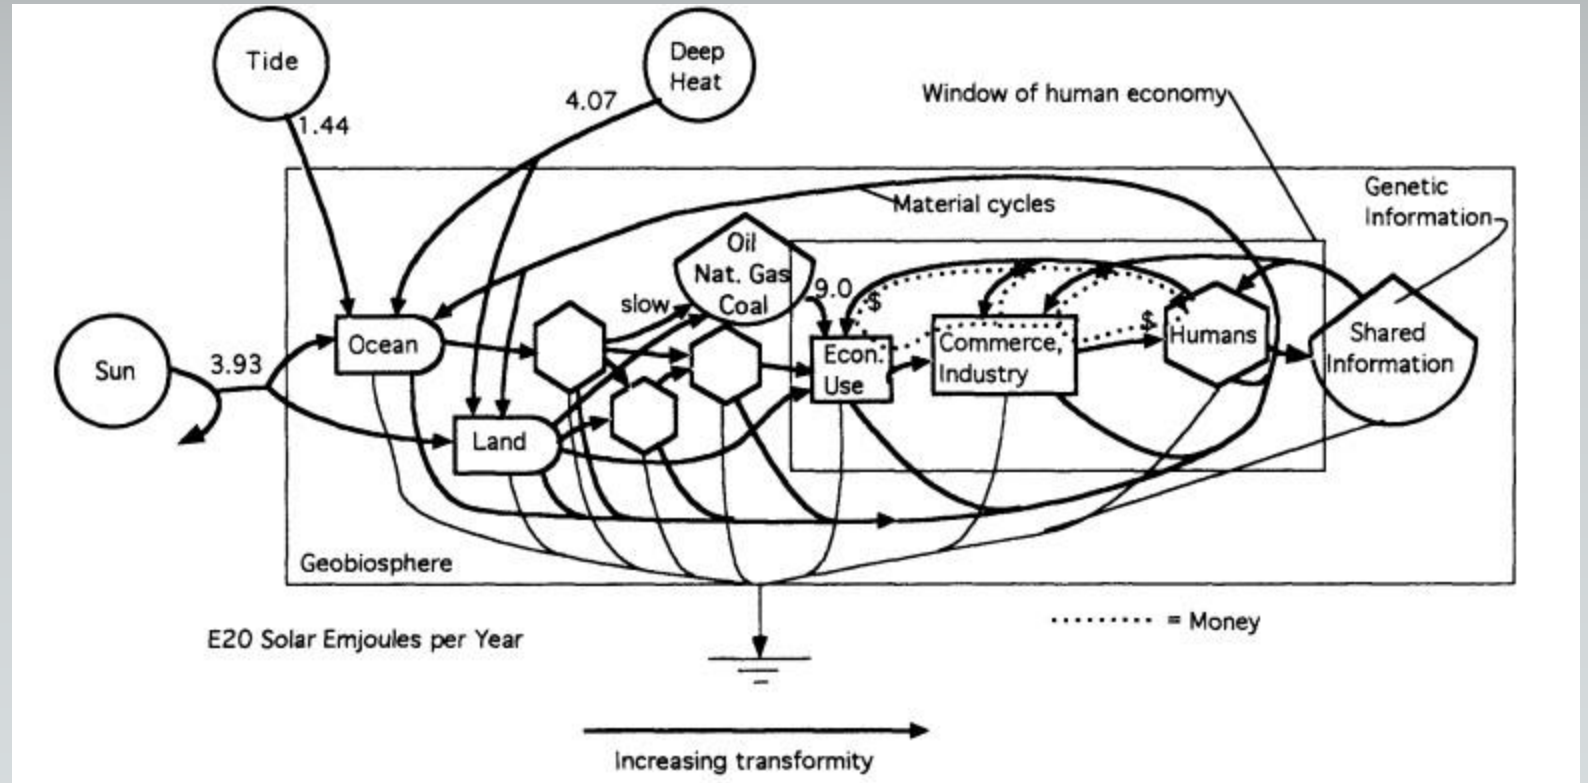 Tide
1.44
Deep
Heat
4.07
Window of human economy
Genetic
Information
Material cycles
Oil
Nat. Gas
Coal
slow
9.0
$
Sun
3.93
Ocean
Land
Econ.
Use
Commerce,
Industry
$
Humans
Shared
Information
Geobiosphere
E20 Solar Emjoules per Year
= Money
Increasing transformity